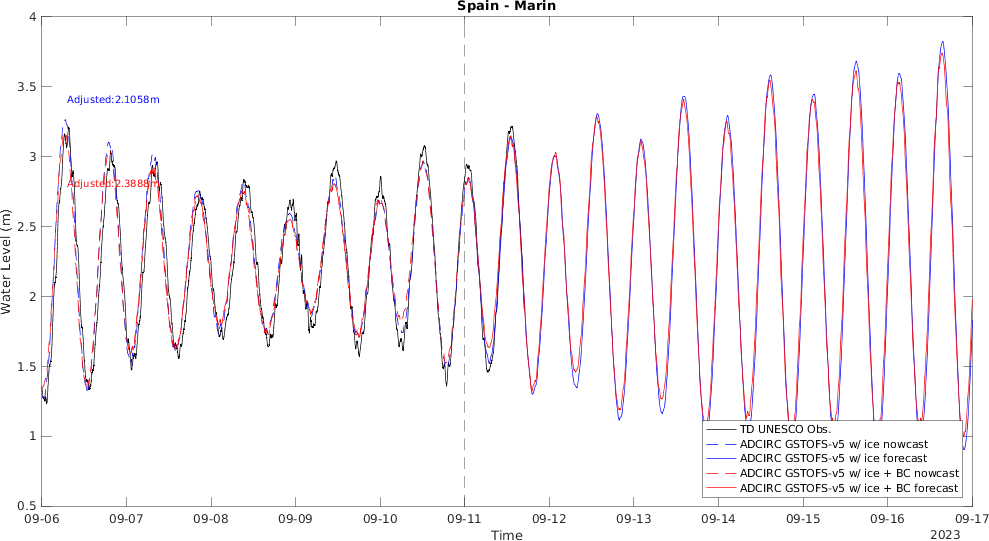 Spain - Marin
Water Level (m)
4
3.5
3
2.5
2
1.5
1
0.5
Adjusted:2.1058m
Adjusted:2.3888m
TD UNESCO Obs.
ADCIRC GSTOFS-v5 w/ ice nowcast
ADCIRC GSTOFS-v5 w/ ice forecast
ADCIRC GSTOFS-v5 w/ ice + BC nowcast
ADCIRC GSTOFS-v5 w/ ice + BC forecast
09-06 09-07 09-08 09-09 09-10 09-11 09-12 09-13 09-14 09-15 09-16 09-17
Time
2023